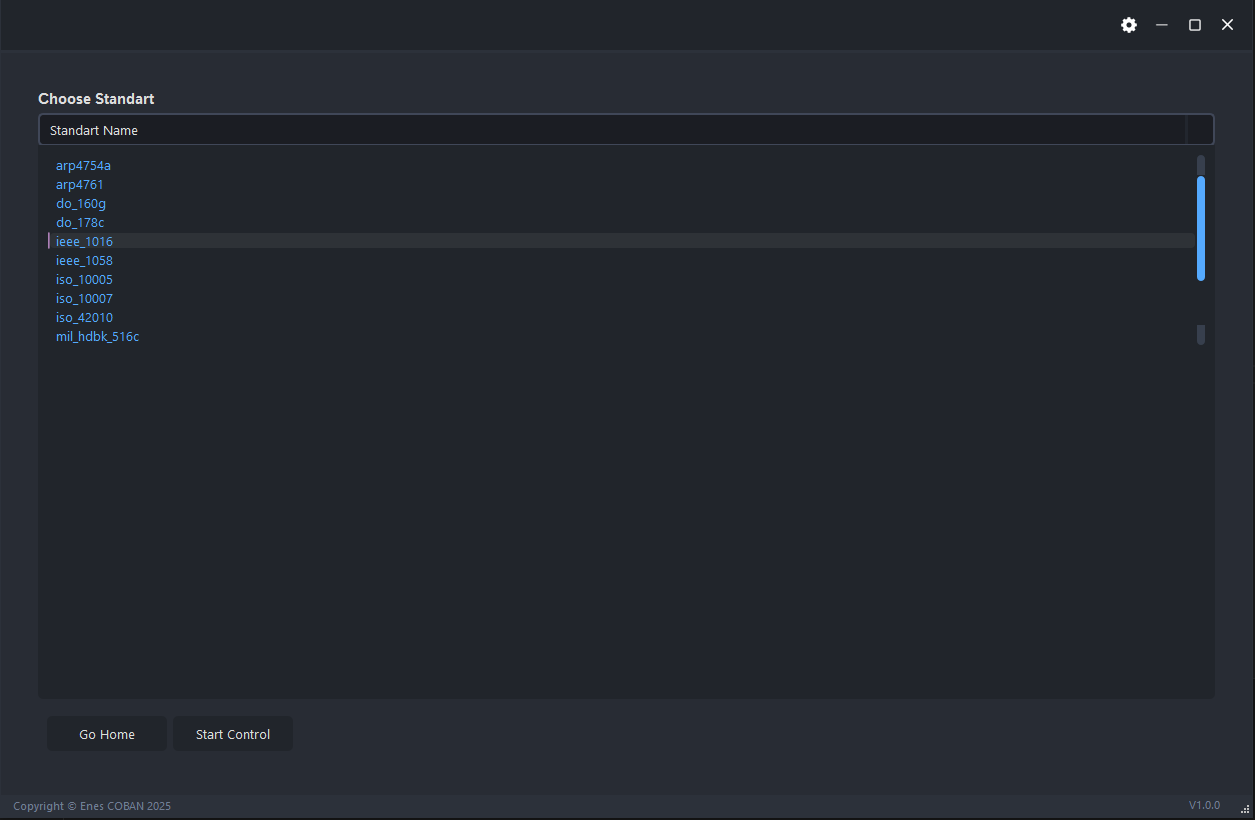 Choose Standart
Standart Name
arp4754a
arp4761
do_160g
do_178c
ieee_1016
ieee_1058
iso_10005
iso_10007
iso_42010
mil_hdbk_516c
Go Home
Start Control
Copyright © Enes COBAN 2025
V1.0.0